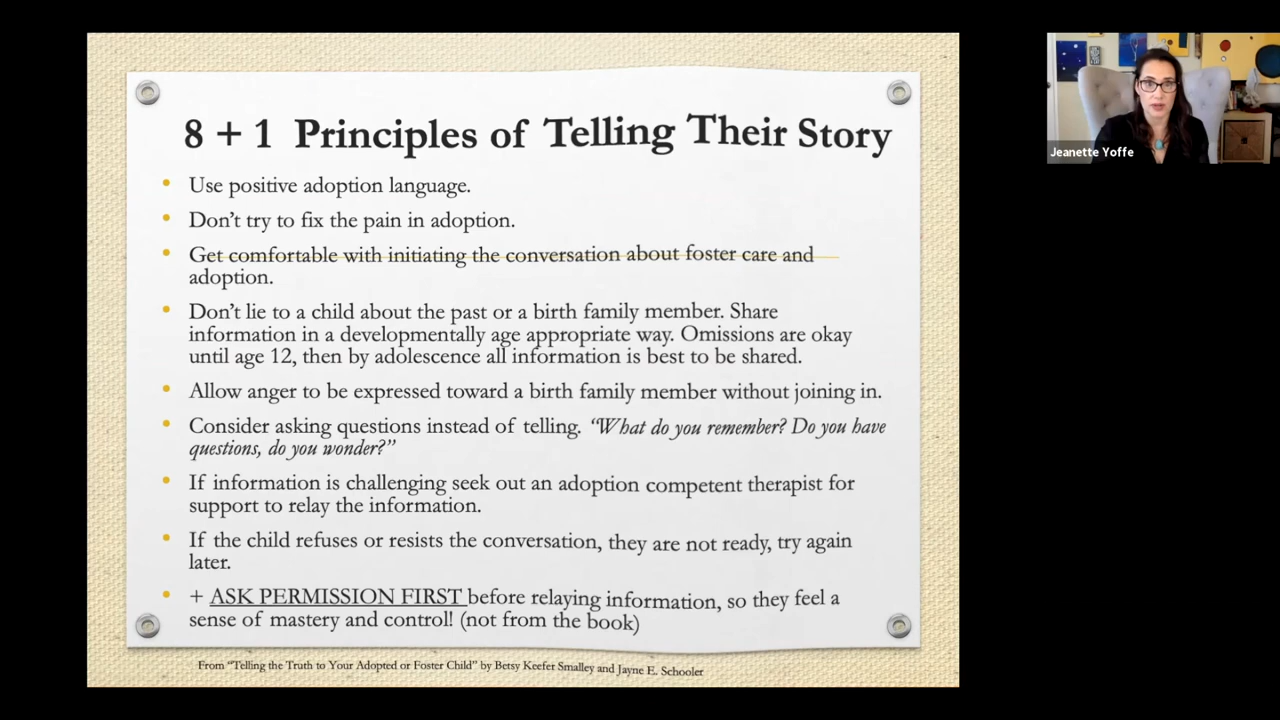 8 + 1 Principles of Telling Their Story
Use positive adoption language.
Don’t try to fix the pain in adoption.
Get comfortable with initiating the conversation about foster care and
adoption.
Don’t lie to a child about the past or a birth family member. Share
information in a developmentally age appropriate way. Omissions are okay
until age 12, then by adolescence all information is best to be shared.
Allow anger to be expressed toward a birth family member without joining in.
Consider asking questions instead of telling. “What do you remember? Do you have
questions, do you wonder?”
If information is challenging seek out an adoption competent therapist for
support to relay the information.
If the child refuses or resists the conversation, they are not ready, try again
later.
+ ASK PERMISSION FIRST before relaying information, so they feel a
sense of mastery and control! (not from the book)
From “Telling the Truth to Your Adopted or Foster Child” by Betsy Keefer Smalley and Jayne E. Schooler
Jeanette Yoffe